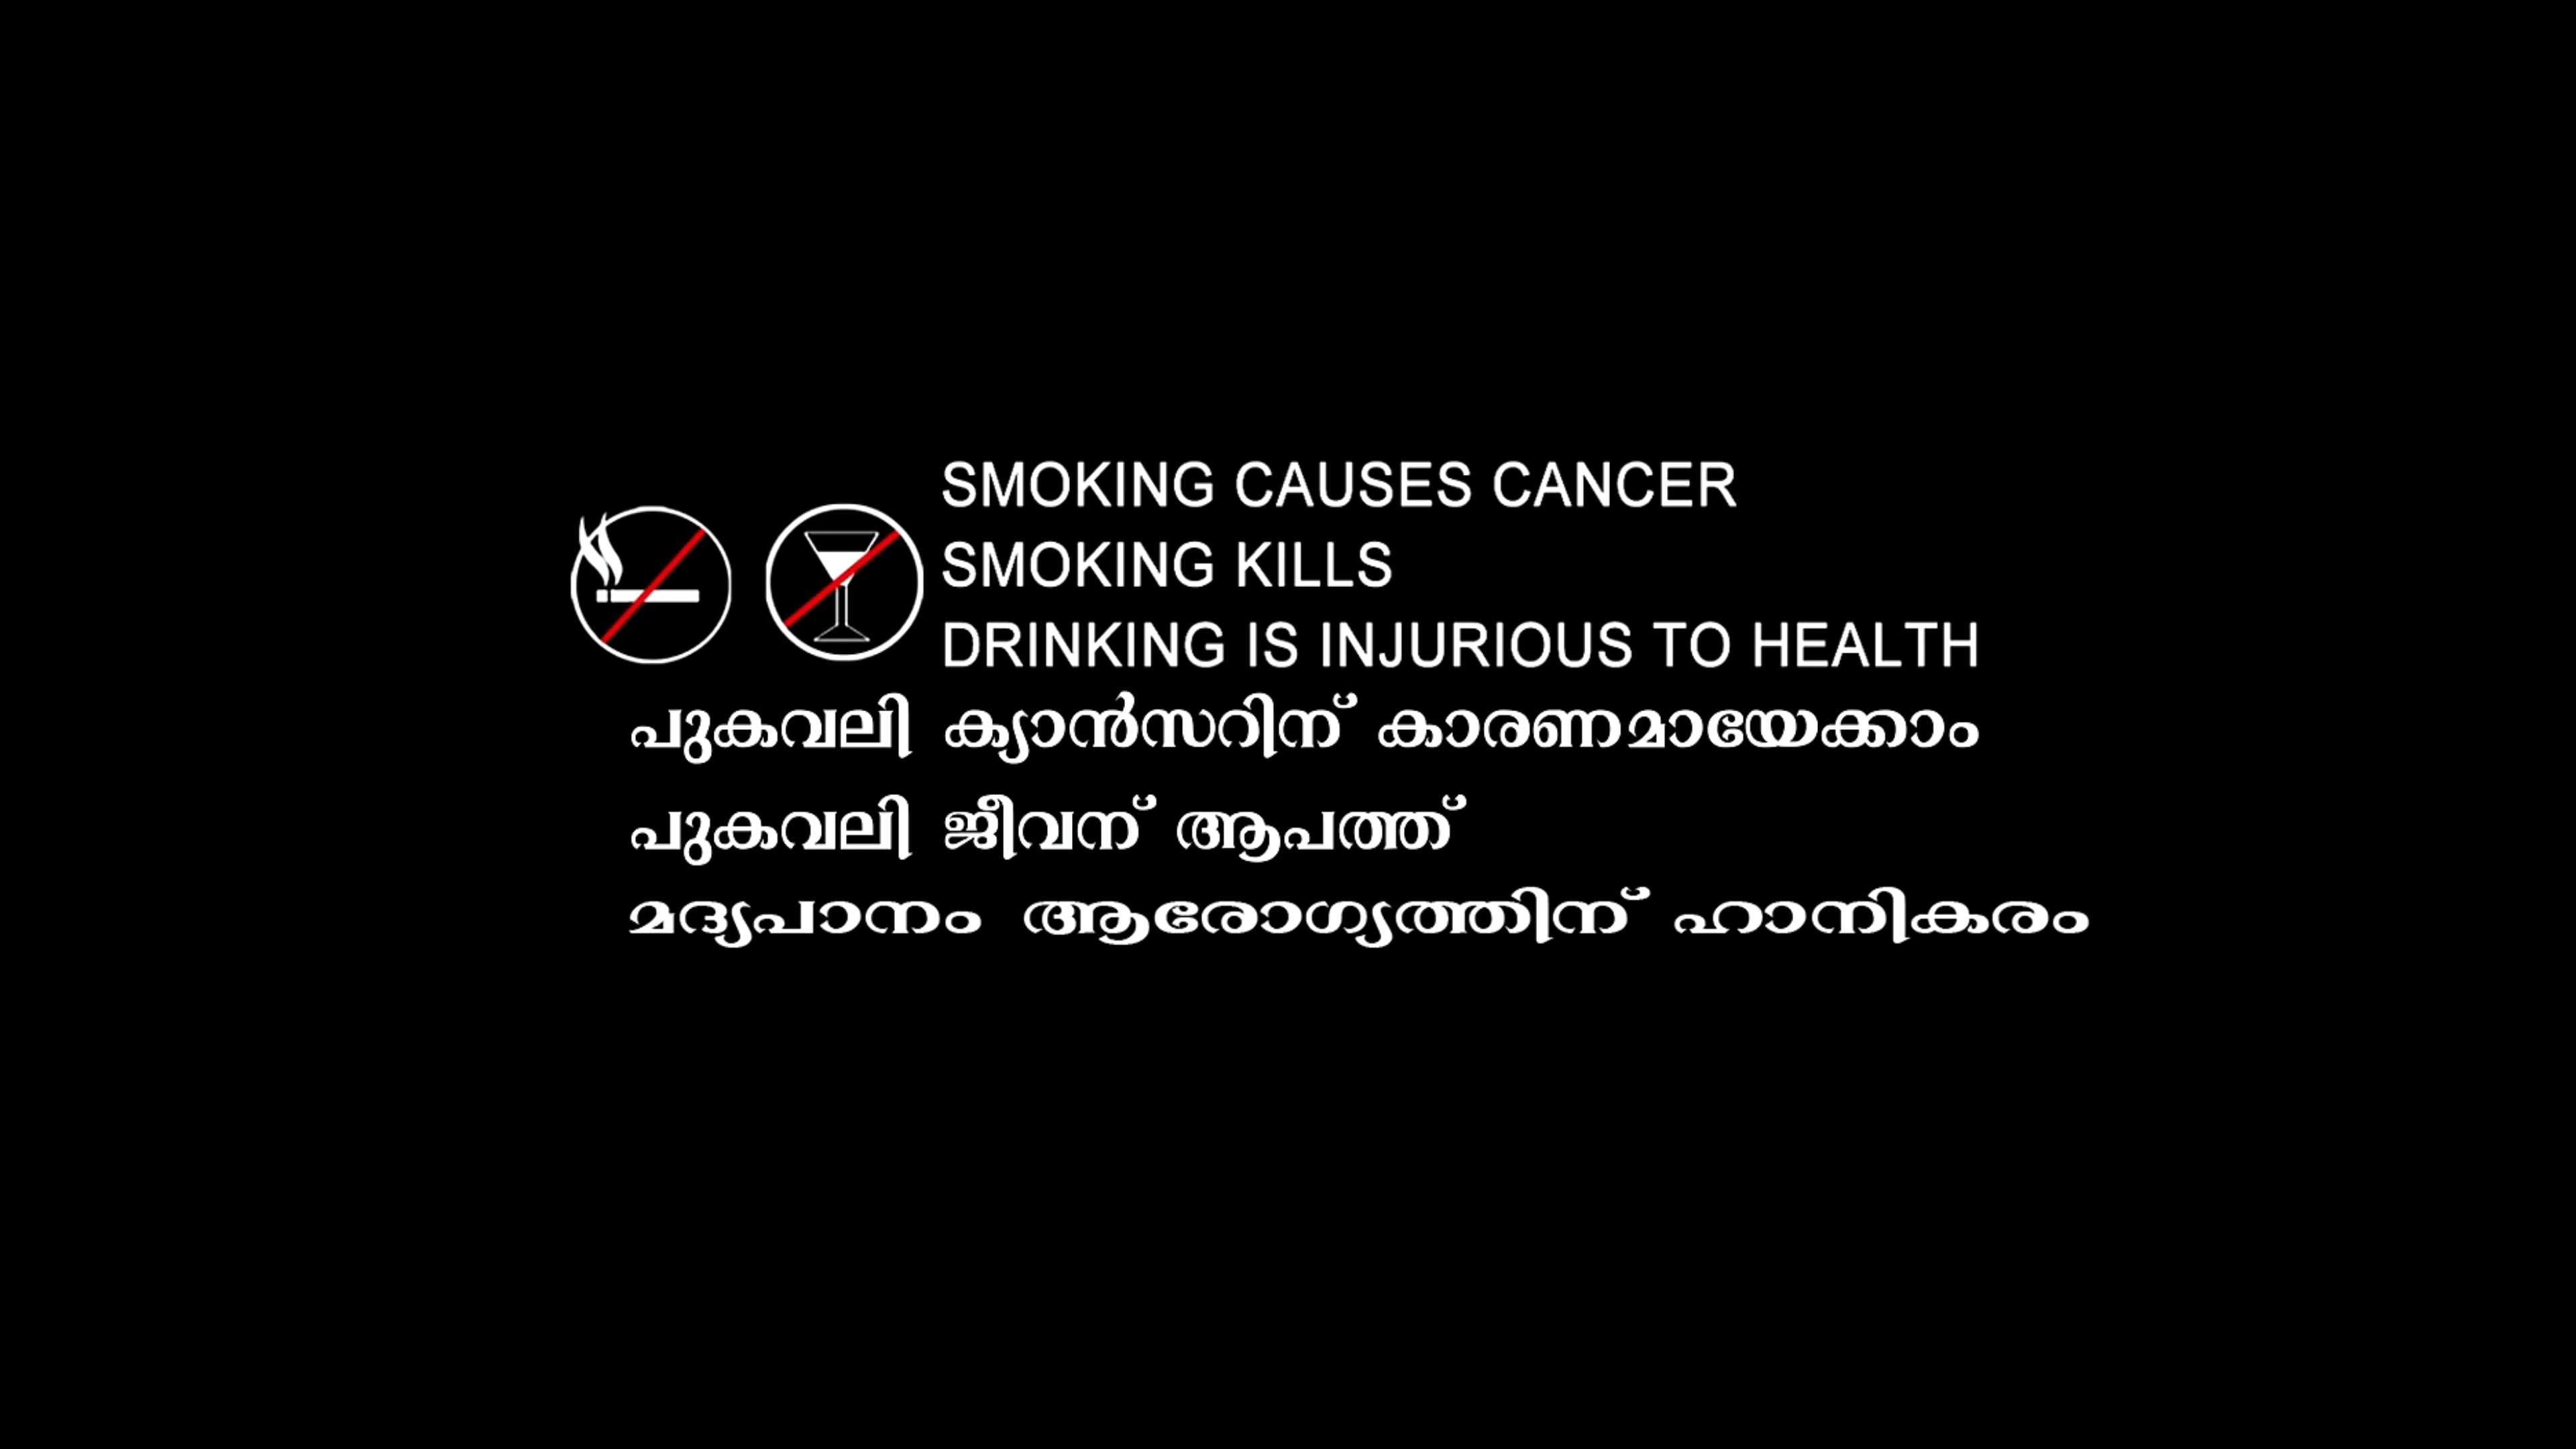 SMOKING CAUSES CANCER
SMOKING KILLS
DRINKING IS INJURIOUS TO HEALTH
പുകവലി ക്യാൻസറിന് കാരണമായേക്കാം
പുകവലി ജീവന് ആപത്ത്
മദ്യപാനം ആരോഗ്യത്തിന് ഹാനികരം